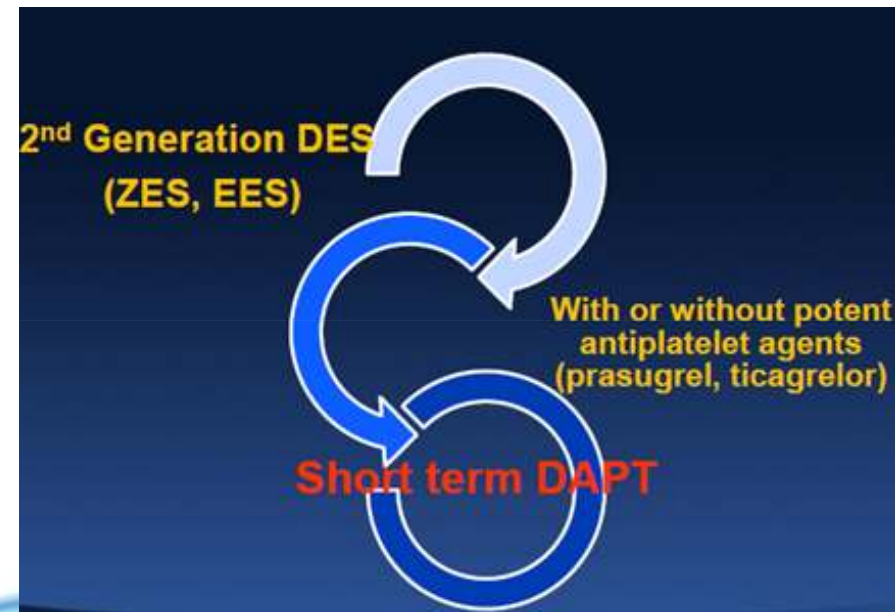 2nd Generation DES
(ZES, EES)
With or without potent
antiplatelet agents
(prasugrel, ticagrelor)
Short term DAPT